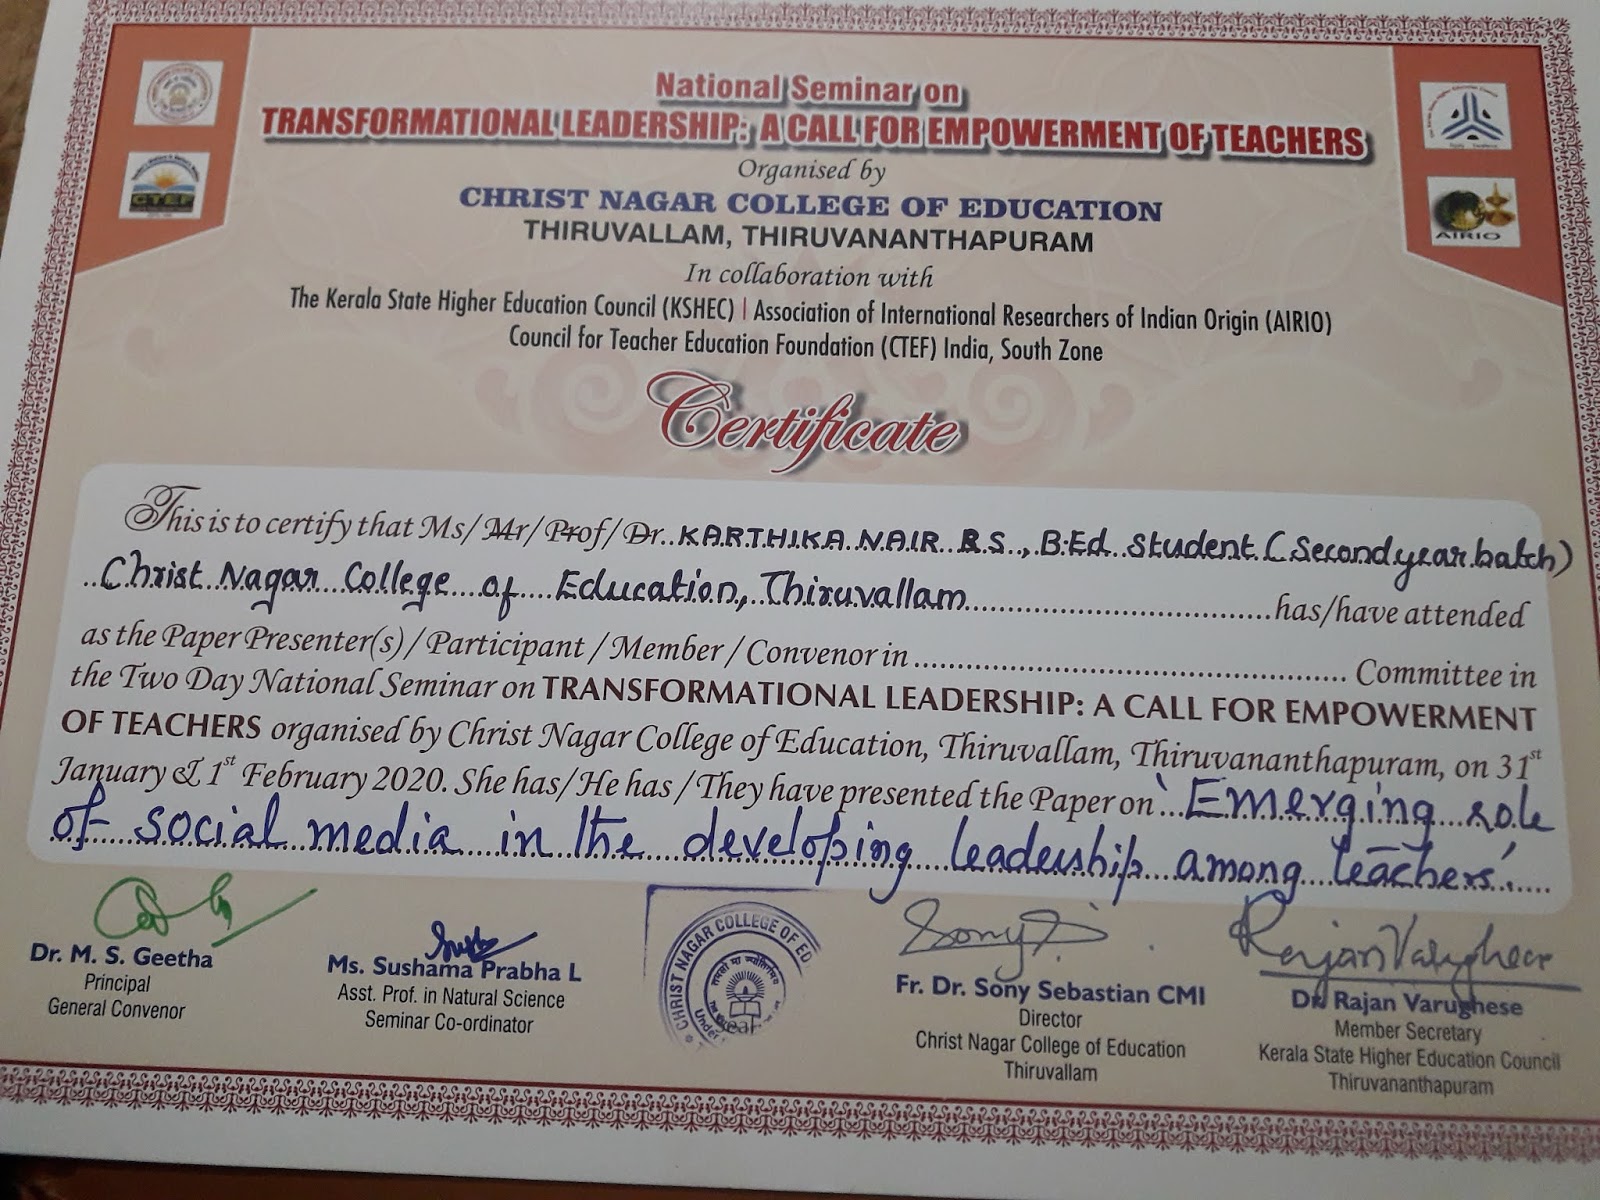 National Seminar on
TRANSFORMATIONAL LEADERSHIP: A CALL FOR EMPOWERMENT OF TEACHERS
Organised by
CHRIST NAGAR COLLEGE OF EDUCATION
THIRUVALLAM, THIRUVANANTHAPURAM
In collaboration with
The Kerala State Higher Education Council (KSHEC) | Association of International Researchers of Indian Origin (AIRIO)
Council for Teacher Education Foundation (CTEF) India, South Zone
CTEF
AIRIO
Certificate
This is to certify that Ms/ Mr/ Prof/ Dr. KARTHIKA NAIR B.S., B.Ed Student (Second year batch)
Christ Nagar College of Education, Thiruvallam has/have attended
as the Paper Presenter(s) / Participant / Member / Convenor in .......... Committee in
the Two Day National Seminar on TRANSFORMATIONAL LEADERSHIP: A CALL FOR EMPOWERMENT
OF TEACHERS organised by Christ Nagar College of Education, Thiruvallam, Thiruvananthapuram, on 31st
January & 1st February 2020. She has/He has / They have presented the Paper on 'Emerging role
of social media in the developing leadership among teachers'.
Dr. M. S. Geetha
Principal
General Convenor
Ms. Sushama Prabha L
Asst. Prof. in Natural Science
Seminar Co-ordinator
CHRIST NAGAR COLLEGE OF ED
तमसो मा ज्योतिर्गमय
Under
Seal
Sony
Fr. Dr. Sony Sebastian CMI
Director
Christ Nagar College of Education
Thiruvallam
Rajan Varughese
Dr. Rajan Varughese
Member Secretary
Kerala State Higher Education Council
Thiruvananthapuram